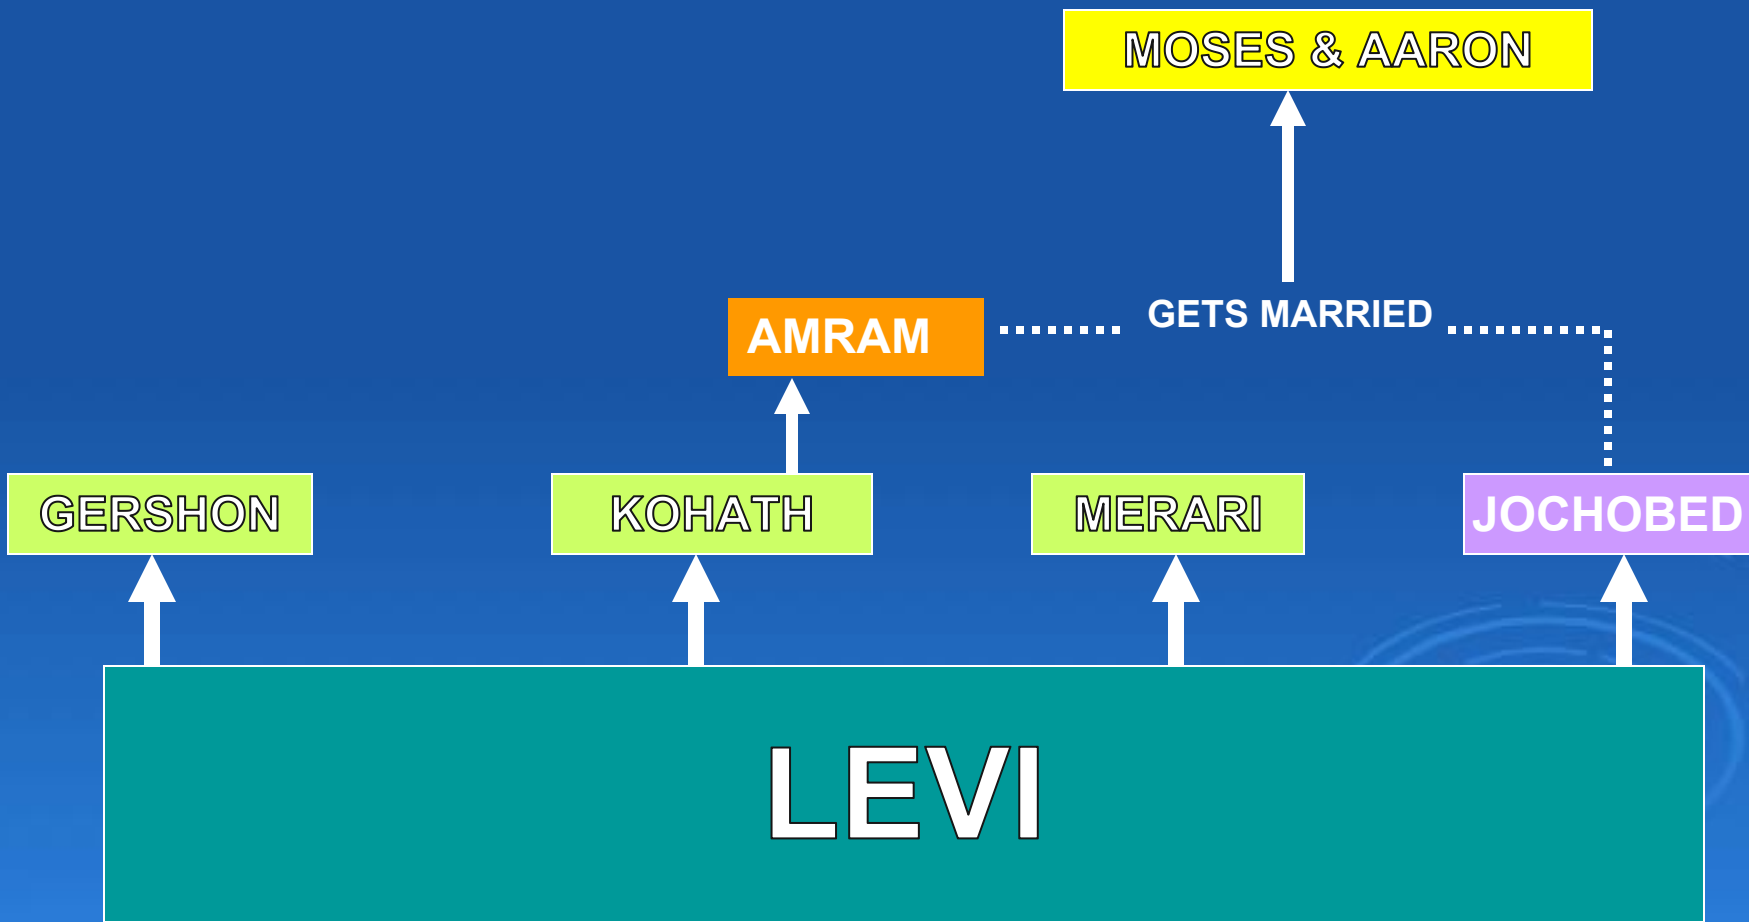 MOSES & AARON
GETS MARRIED
AMRAM
GERSHON
KOHATH
MERARI
JOCHOBED
LEVI